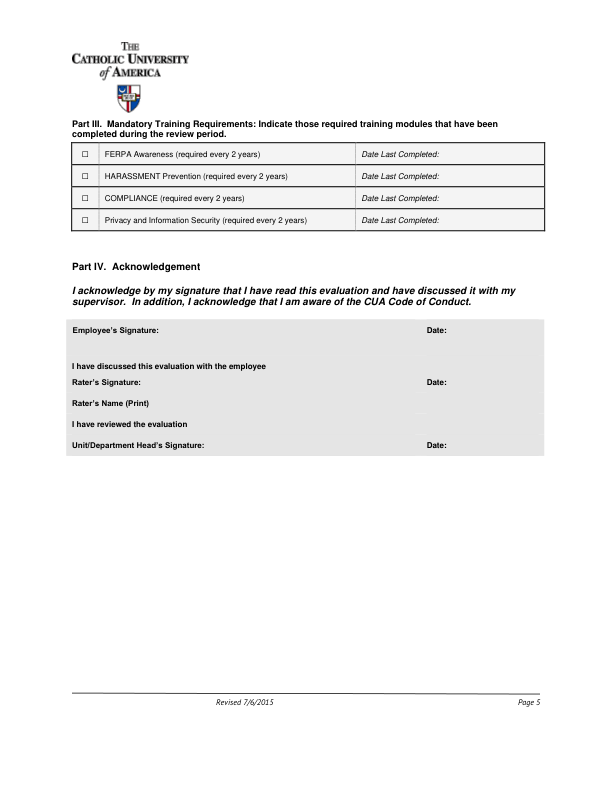 THE
CATHOLIC UNIVERSITY
of AMERICA
Part III. Mandatory Training Requirements: Indicate those required training modules that have been
completed during the review period.
☐ FERPA Awareness (required every 2 years) Date Last Completed:
☐ HARASSMENT Prevention (required every 2 years) Date Last Completed:
☐ COMPLIANCE (required every 2 years) Date Last Completed:
☐ Privacy and Information Security (required every 2 years) Date Last Completed:
Part IV. Acknowledgement
I acknowledge by my signature that I have read this evaluation and have discussed it with my
supervisor. In addition, I acknowledge that I am aware of the CUA Code of Conduct.
Employee's Signature: Date:
I have discussed this evaluation with the employee
Rater's Signature: Date:
Rater's Name (Print)
I have reviewed the evaluation
Unit/Department Head's Signature: Date:
Revised 7/6/2015 Page 5